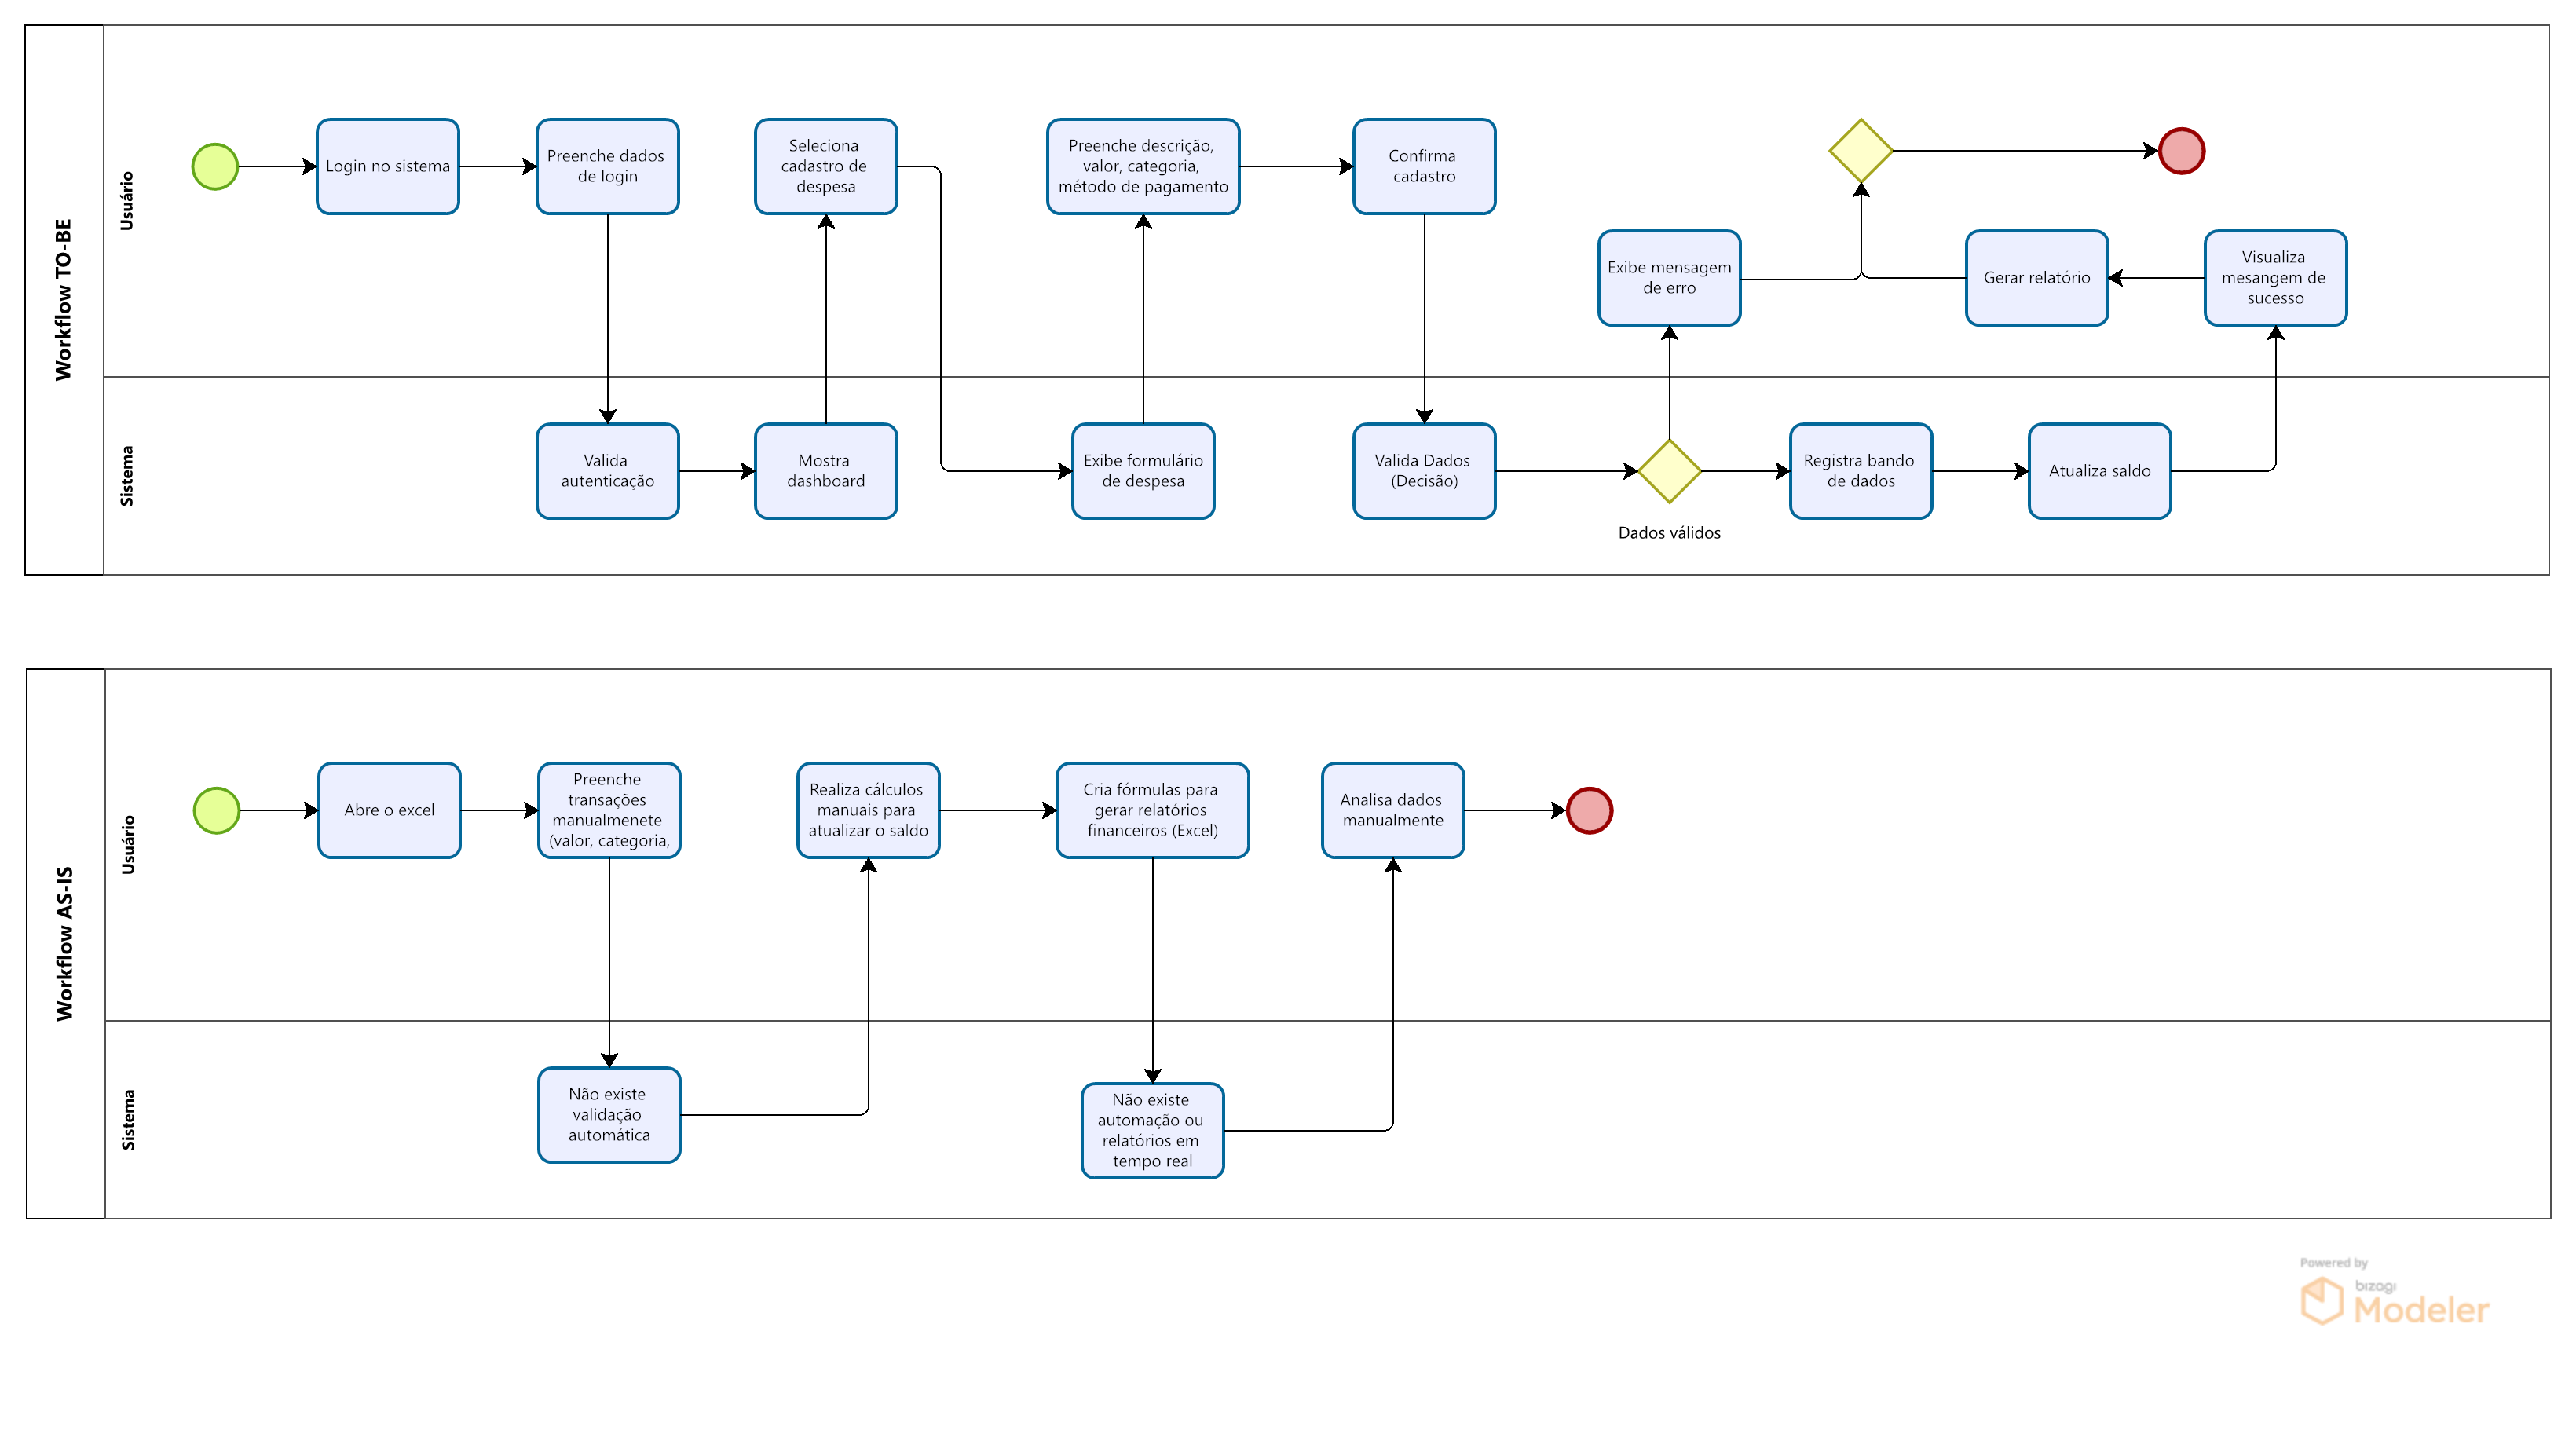 Workflow TO-BE
Usuário
Login no sistema
Preenche dados
de login
Seleciona
cadastro de
despesa
Preenche descrição,
valor, categoria,
método de pagamento
Confirma
cadastro
Exibe mensagem
de erro
Gerar relatório
Visualiza
mesangem de
sucesso
Sistema
Valida
autenticação
Mostra
dashboard
Exibe formulário
de despesa
Valida Dados
(Decisão)
Dados válidos
Registra bando
de dados
Atualiza saldo
Workflow AS-IS
Usuário
Abre o excel
Preenche
transações
manualmenete
(valor, categoria,
Realiza cálculos
manuais para
atualizar o saldo
Cria fórmulas para
gerar relatórios
financeiros (Excel)
Analisa dados
manualmente
Sistema
Não existe
validação
automática
Não existe
automação ou
relatórios em
tempo real
Powered by
bizagi
Modeler